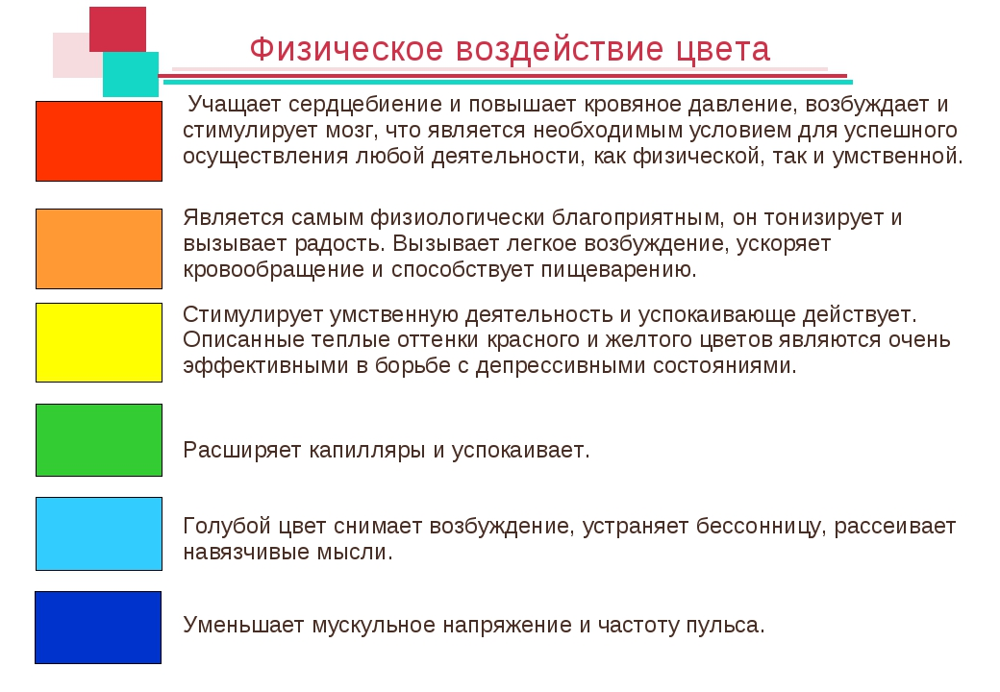 Физическое воздействие цвета
Учащает сердцебиение и повышает кровяное давление, возбуждает и
стимулирует мозг, что является необходимым условием для успешного
осуществления любой деятельности, как физической, так и умственной.
Является самым физиологически благоприятным, он тонизирует и
вызывает радость. Вызывает легкое возбуждение, ускоряет
кровообращение и способствует пищеварению.
Стимулирует умственную деятельность и успокаивающе действует.
Описанные теплые оттенки красного и желтого цветов являются очень
эффективными в борьбе с депрессивными состояниями.
Расширяет капилляры и успокаивает.
Голубой цвет снимает возбуждение, устраняет бессонницу, рассеивает
навязчивые мысли.
Уменьшает мускульное напряжение и частоту пульса.